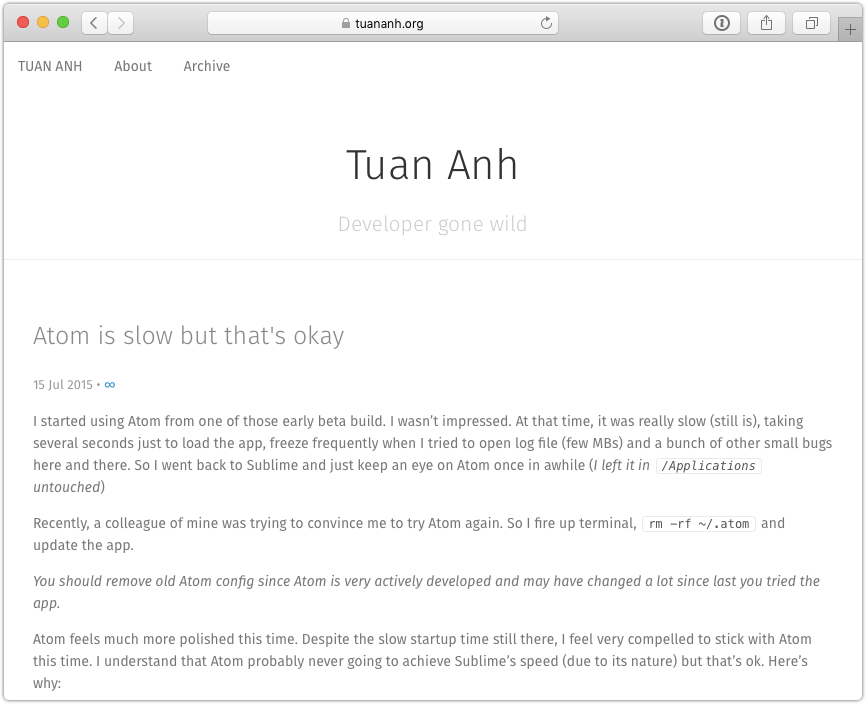 tuananh.org
TUAN ANH About Archive
Tuan Anh
Developer gone wild
Atom is slow but that's okay
15 Jul 2015 • ∞
I started using Atom from one of those early beta build. I wasn’t impressed. At that time, it was really slow (still is), taking
several seconds just to load the app, freeze frequently when I tried to open log file (few MBs) and a bunch of other small bugs
here and there. So I went back to Sublime and just keep an eye on Atom once in awhile (I left it in /Applications
untouched)
Recently, a colleague of mine was trying to convince me to try Atom again. So I fire up terminal, rm -rf ~/.atom and
update the app.
You should remove old Atom config since Atom is very actively developed and may have changed a lot since last you tried the
app.
Atom feels much more polished this time. Despite the slow startup time still there, I feel very compelled to stick with Atom
this time. I understand that Atom probably never going to achieve Sublime’s speed (due to its nature) but that’s ok. Here’s
why: